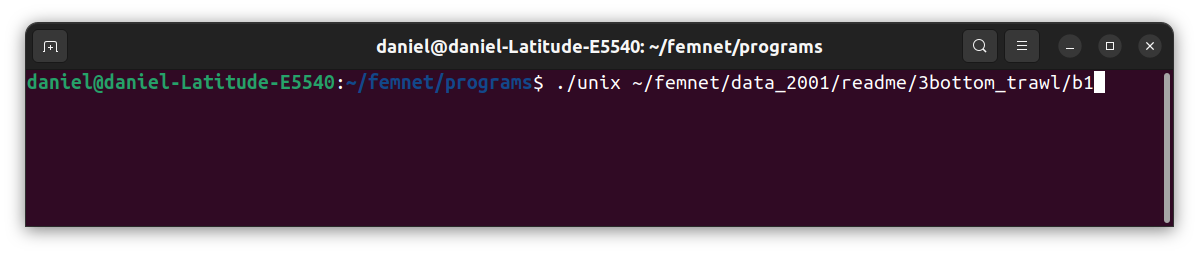 daniel@daniel-Latitude-E5540: ~/femnet/programs
daniel@daniel-Latitude-E5540:~/femnet/programs$ ./unix ~/femnet/data_2001/readme/3bottom_trawl/b1